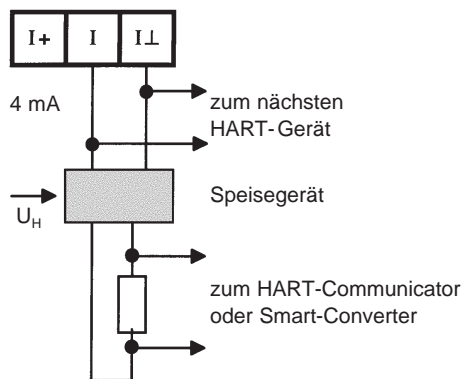 I+ I I⊥
4 mA
zum nächsten
HART-Gerät
Speisegerät
U_H
zum HART-Communicator
oder Smart-Converter